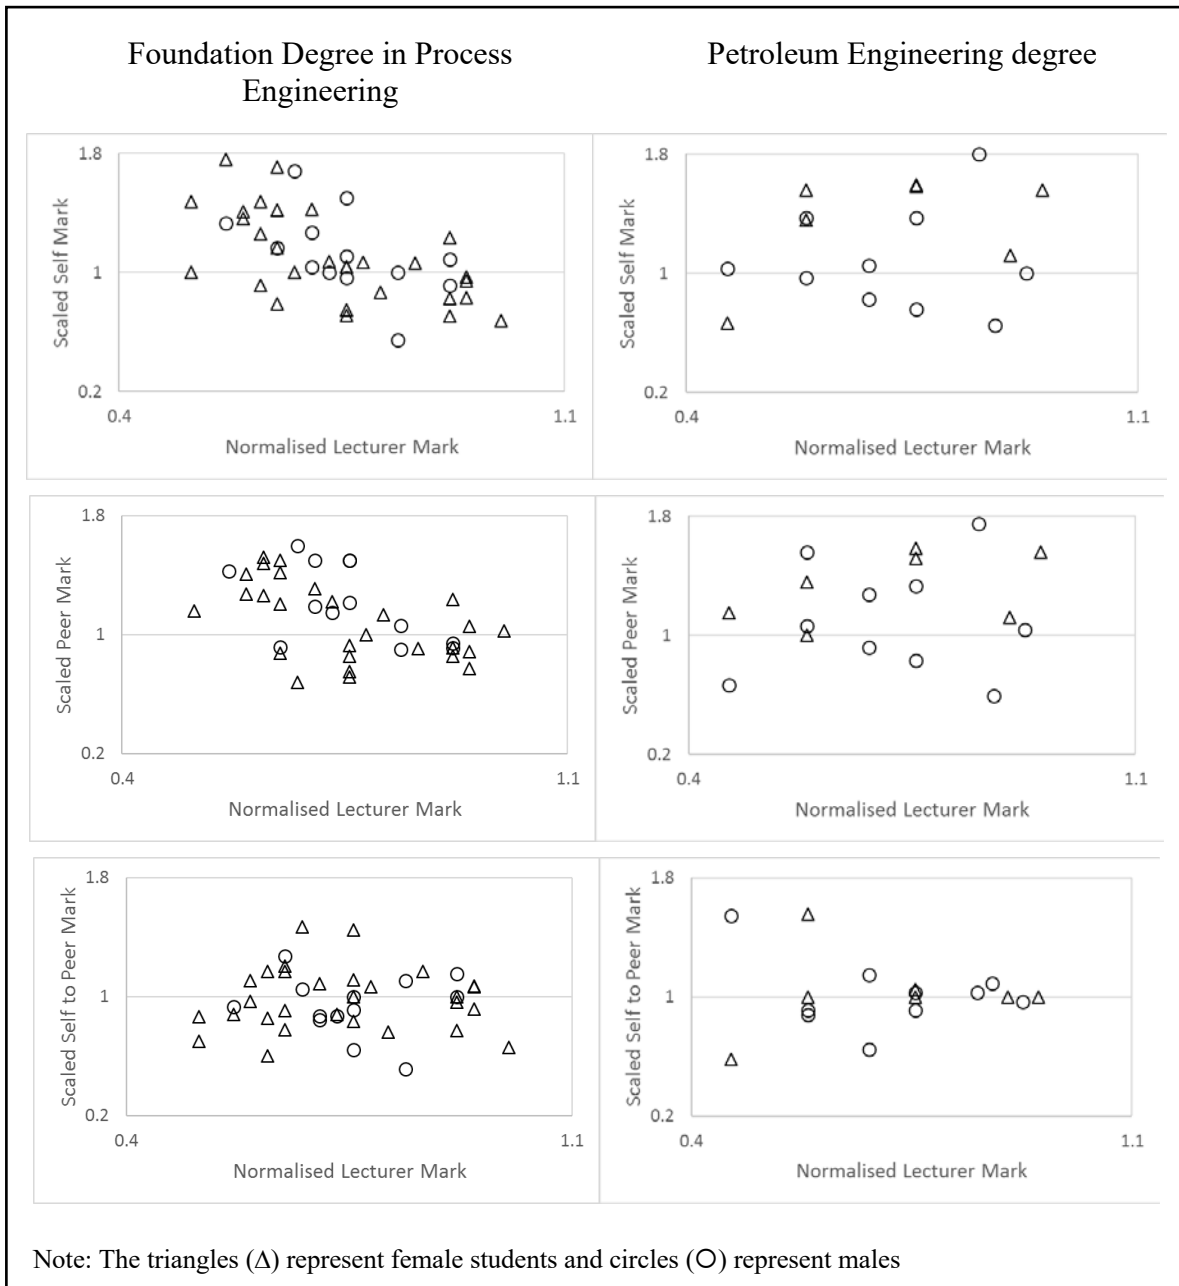 Foundation Degree in Process
Engineering
Petroleum Engineering degree
1.8
Scaled Self Mark
1
0.2
0.4
1.1
Normalised Lecturer Mark
1.8
Scaled Self Mark
1
0.2
0.4
1.1
Normalised Lecturer Mark
1.8
Scaled Peer Mark
1
0.2
0.4
1.1
Normalised Lecturer Mark
1.8
Scaled Peer Mark
1
0.2
0.4
1.1
Normalised Lecturer Mark
1.8
Scaled Self to Peer Mark
1
0.2
0.4
1.1
Normalised Lecturer Mark
1.8
Scaled Self to Peer Mark
1
0.2
0.4
1.1
Normalised Lecturer Mark
Note: The triangles (Δ) represent female students and circles (O) represent males